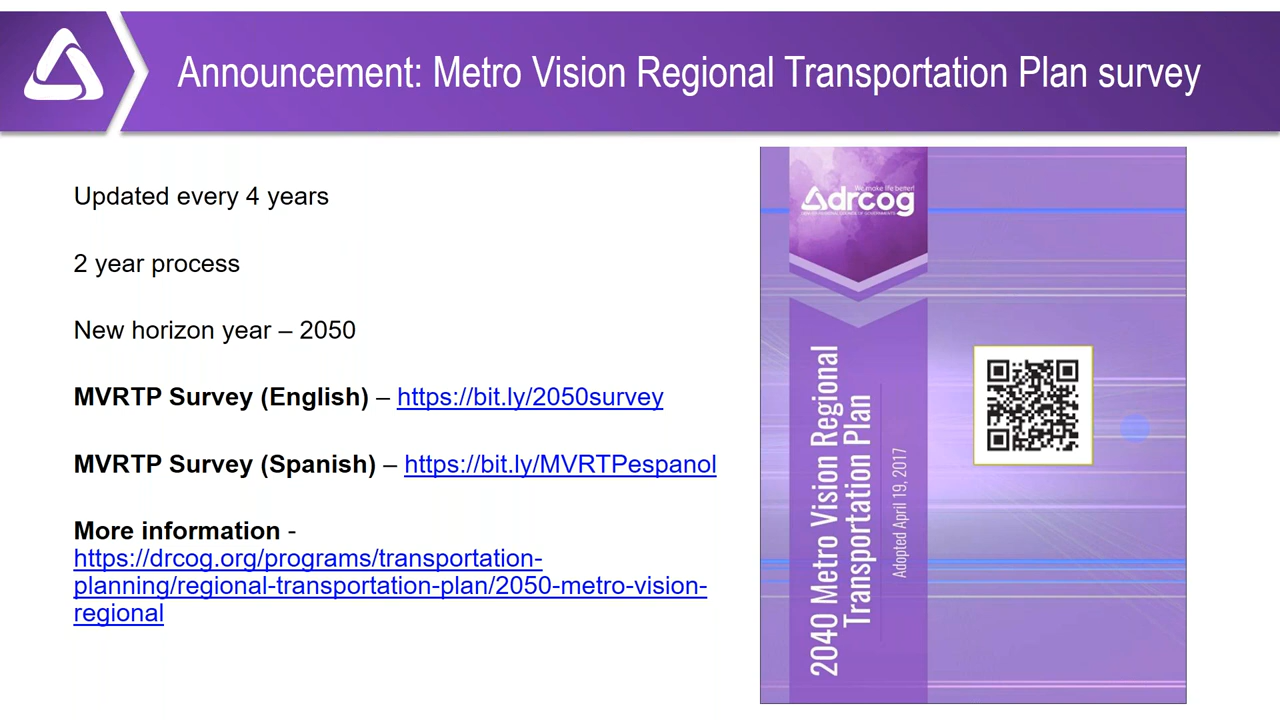 Announcement: Metro Vision Regional Transportation Plan survey
Updated every 4 years
2 year process
New horizon year – 2050
MVRTP Survey (English) – https://bit.ly/2050survey
MVRTP Survey (Spanish) – https://bit.ly/MVRTPespanol
More information -
https://drcog.org/programs/transportation-
planning/regional-transportation-plan/2050-metro-vision-
regional
We make life better!
drcog
2040 Metro Vision Regional
Transportation Plan
Adopted April 19, 2017